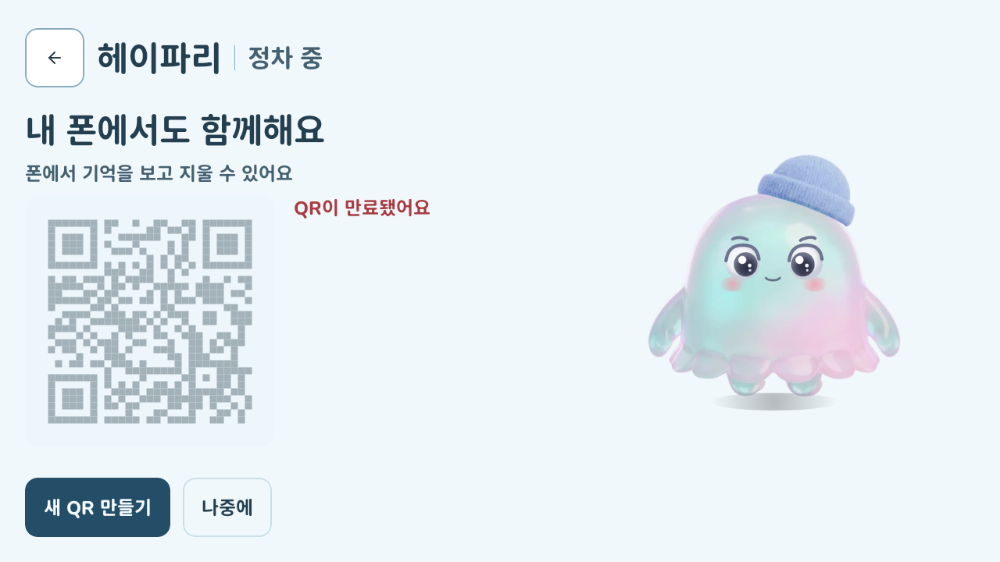 헤이파리
정차 중
내 폰에서도 함께해요
폰에서 기억을 보고 지울 수 있어요
QR이 만료됐어요
새 QR 만들기
나중에